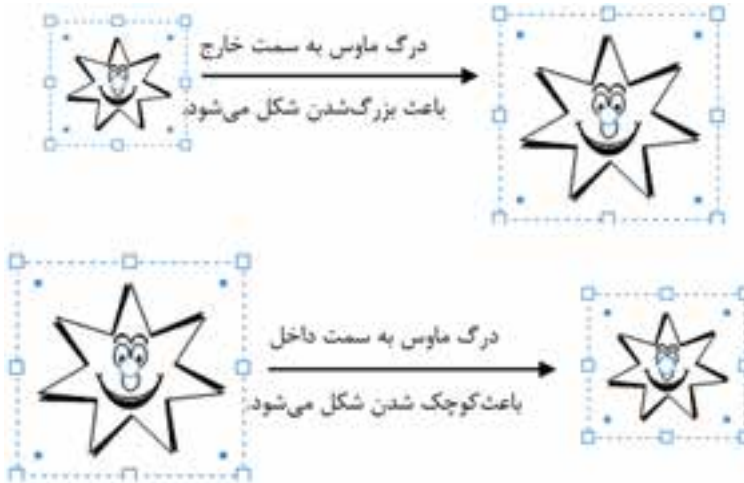 درگ ماوس به سمت خارج
باعث بزرگ‌شدن شکل می‌شود.
درگ ماوس به سمت داخل
باعث کوچک شدن شکل می‌شود.